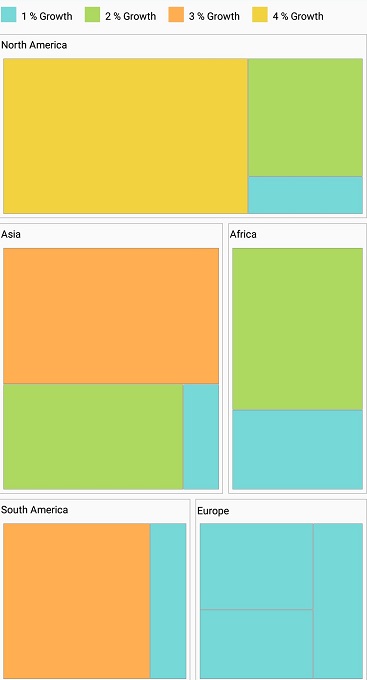 1 % Growth 2 % Growth 3 % Growth 4 % Growth
North America
Asia
Africa
South America
Europe